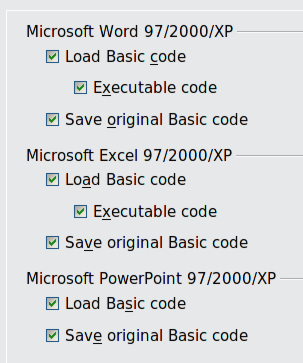 Microsoft Word 97/2000/XP
Load Basic code
Executable code
Save original Basic code
Microsoft Excel 97/2000/XP
Load Basic code
Executable code
Save original Basic code
Microsoft PowerPoint 97/2000/XP
Load Basic code
Save original Basic code